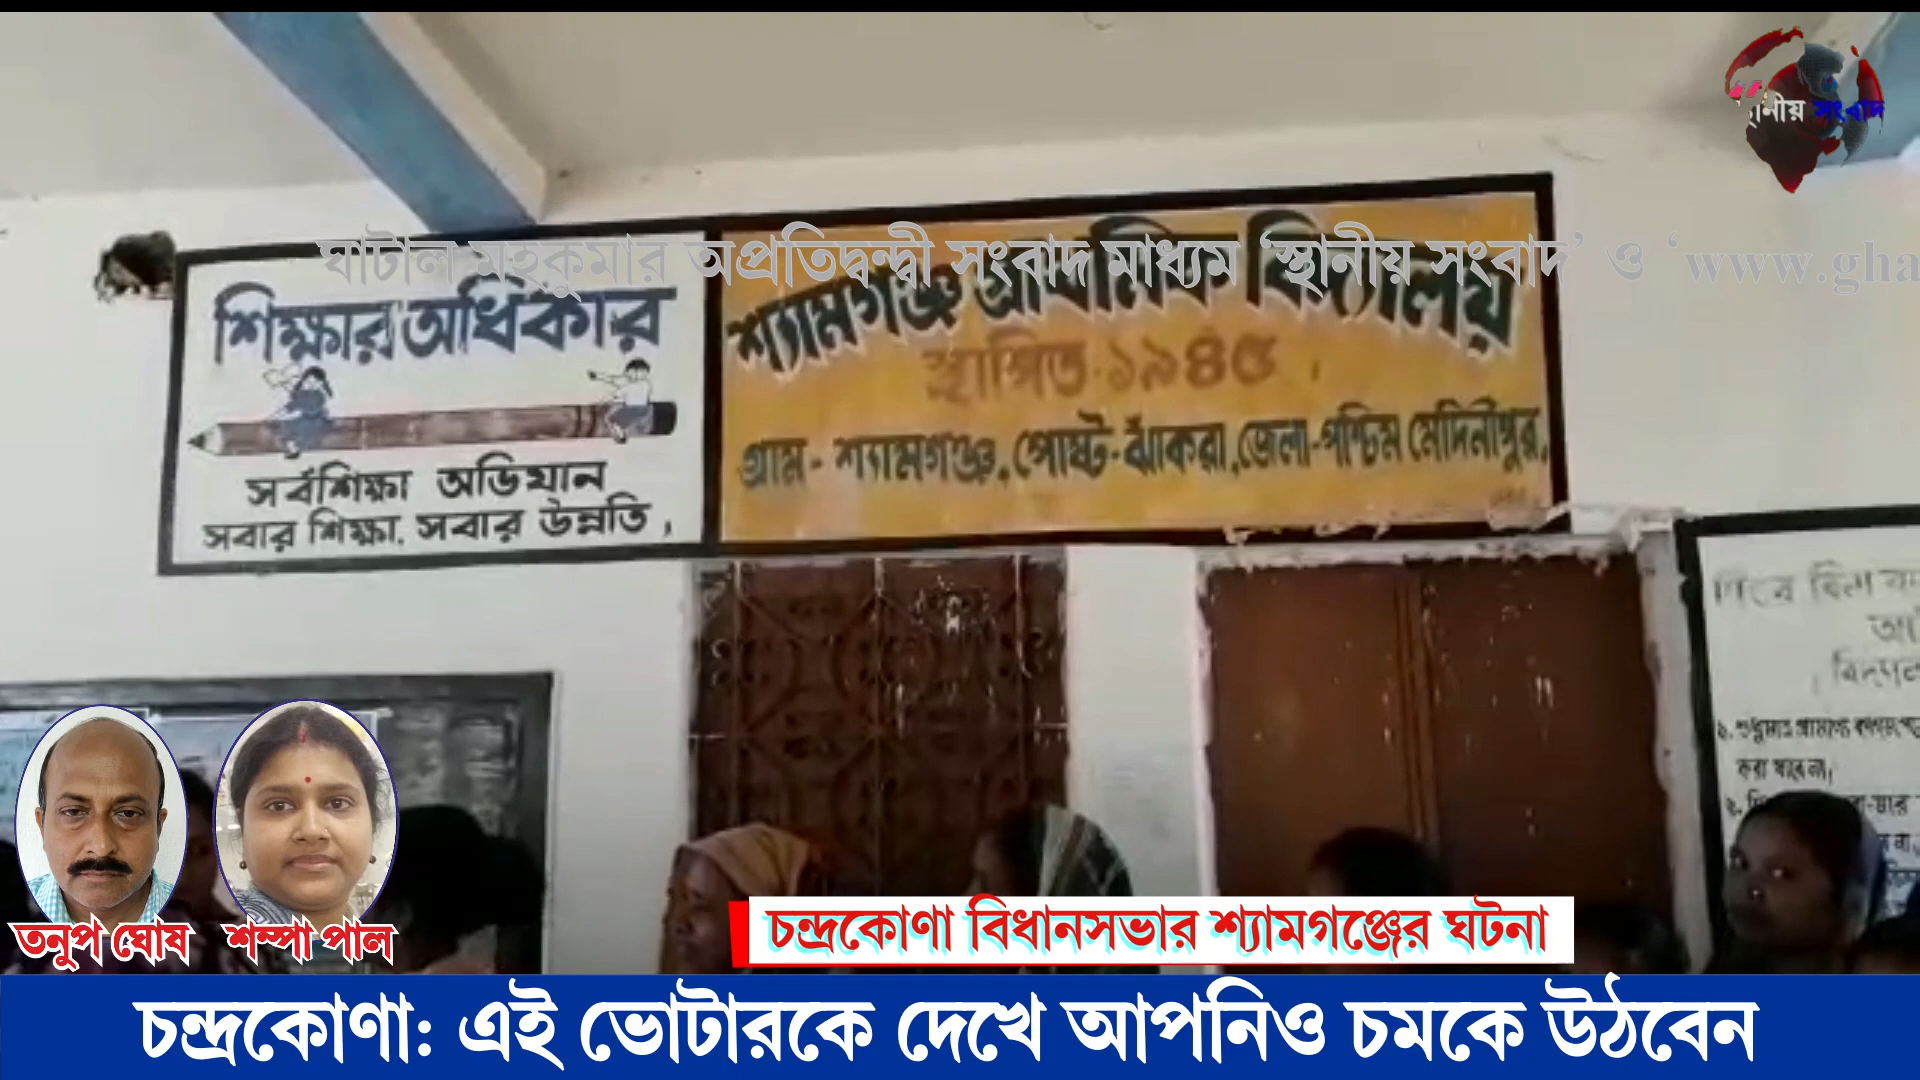 স্থানীয় সংবাদ
ঘাটাল মহকুমার অপ্রতিদ্বন্দ্বী সংবাদ মাধ্যম ‘স্থানীয় সংবাদ’ ও ‘www.gha
শিক্ষার অধিকার
সর্বশিক্ষা অভিযান
সবার শিক্ষা, সবার উন্নতি,
শ্যামগঞ্জ প্রাথমিক বিদ্যালয়
স্থাপিত-১৯৪৫
গ্রাম- শ্যামগঞ্জ, পোষ্ট-ঝাঁকরা, জেলা-পশ্চিম মেদিনীপুর,
করা যাবেনা,
তনুপ ঘোষ
শম্পা পাল
চন্দ্রকোণা বিধানসভার শ্যামগঞ্জের ঘটনা
চন্দ্রকোণা: এই ভোটারকে দেখে আপনিও চমকে উঠবেন